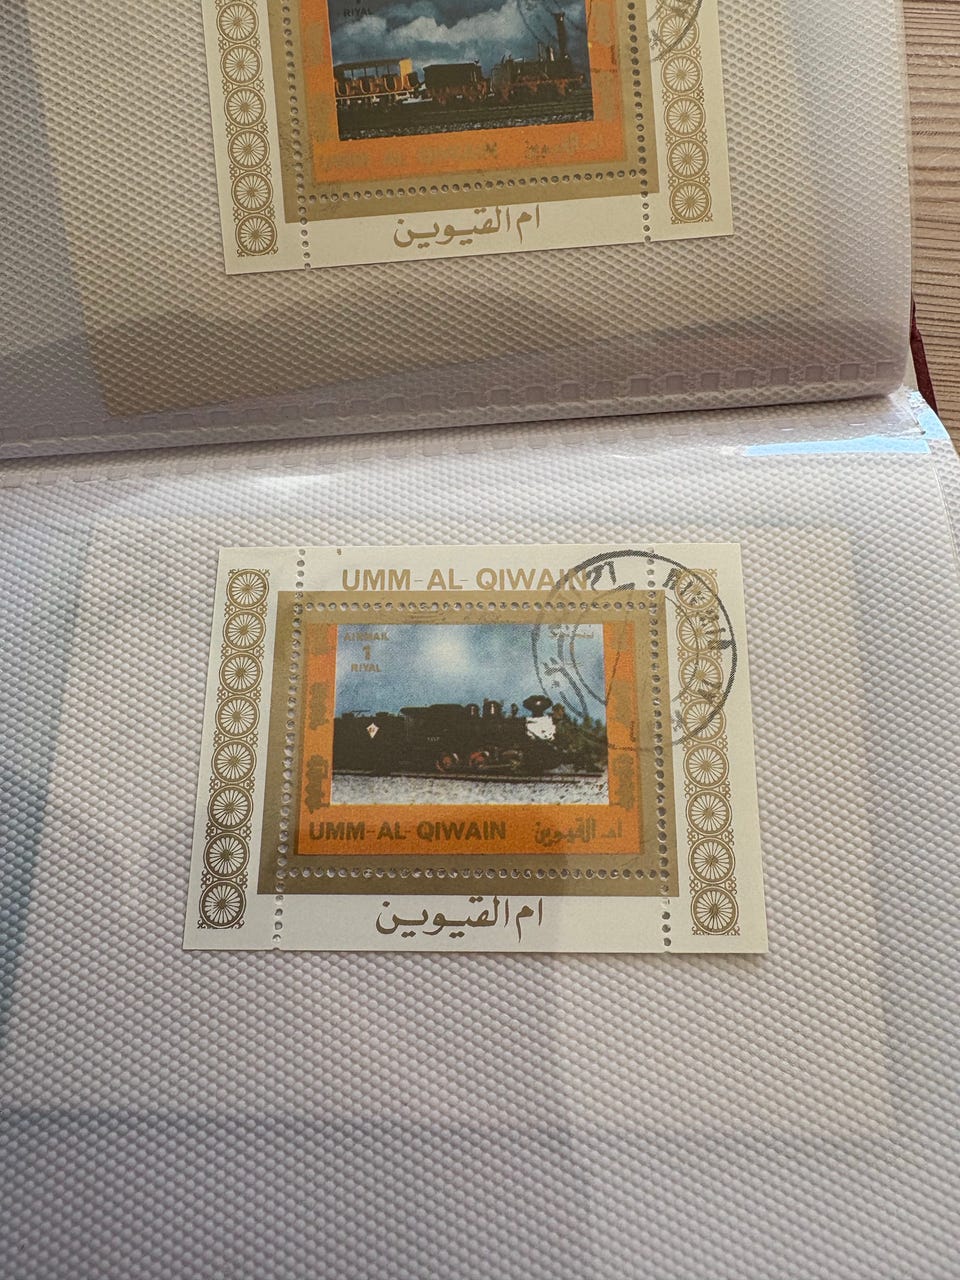 RIYAL
ام القيوين
UMM-AL-QIWAIN
AIRMAIL
1
RIYAL
UMM-AL-QIWAIN ام القيوين
ام القيوين